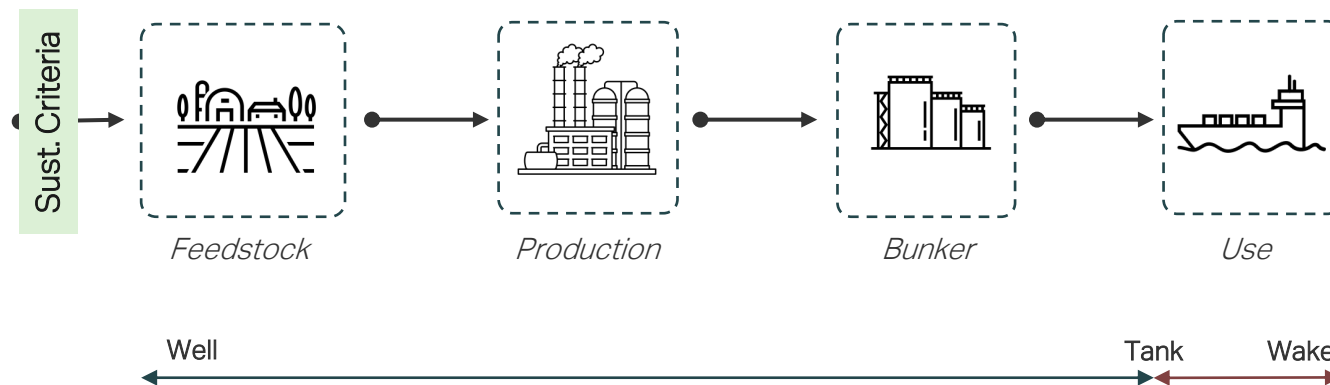 Sust. Criteria
Feedstock
Production
Bunker
Use
Well
Tank
Wake